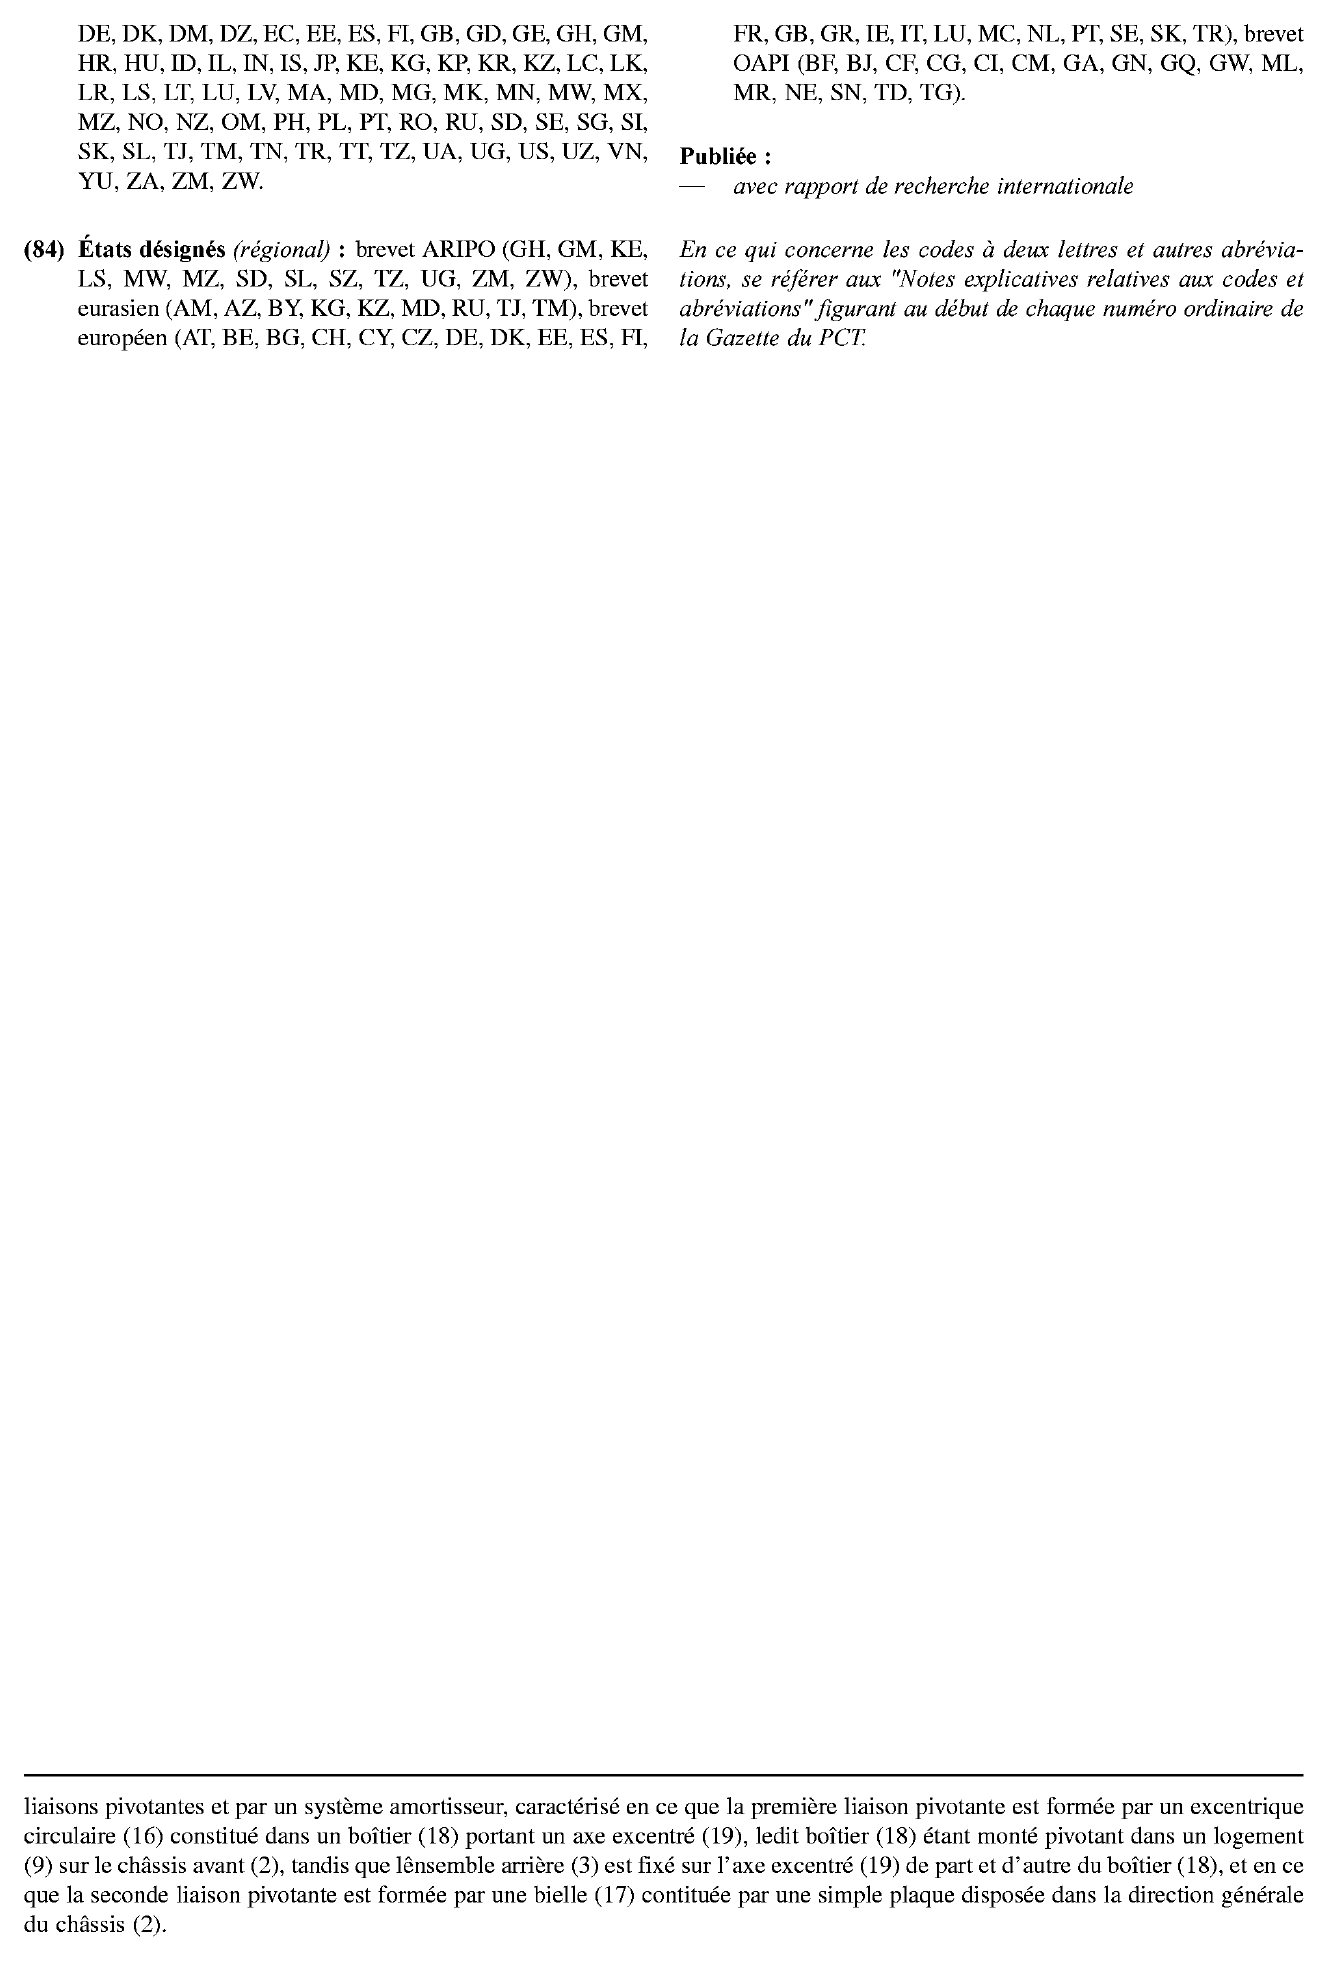 DE, DK, DM, DZ, EC, EE, ES, FI, GB, GD, GE, GH, GM,
HR, HU, ID, IL, IN, IS, JP, KE, KG, KP, KR, KZ, LC, LK,
LR, LS, LT, LU, LV, MA, MD, MG, MK, MN, MW, MX,
MZ, NO, NZ, OM, PH, PL, PT, RO, RU, SD, SE, SG, SI,
SK, SL, TJ, TM, TN, TR, TT, TZ, UA, UG, US, UZ, VN,
YU, ZA, ZM, ZW.
(84) États désignés (régional) : brevet ARIPO (GH, GM, KE,
LS, MW, MZ, SD, SL, SZ, TZ, UG, ZM, ZW), brevet
eurasien (AM, AZ, BY, KG, KZ, MD, RU, TJ, TM), brevet
européen (AT, BE, BG, CH, CY, CZ, DE, DK, EE, ES, FI,
FR, GB, GR, IE, IT, LU, MC, NL, PT, SE, SK, TR), brevet
OAPI (BF, BJ, CF, CG, CI, CM, GA, GN, GQ, GW, ML,
MR, NE, SN, TD, TG).
Publiée :
— avec rapport de recherche internationale
En ce qui concerne les codes à deux lettres et autres abrévia-
tions, se référer aux "Notes explicatives relatives aux codes et
abréviations" figurant au début de chaque numéro ordinaire de
la Gazette du PCT.
liaisons pivotantes et par un système amortisseur, caractérisé en ce que la première liaison pivotante est formée par un excentrique
circulaire (16) constitué dans un boîtier (18) portant un axe excentré (19), ledit boîtier (18) étant monté pivotant dans un logement
(9) sur le châssis avant (2), tandis que lênsemble arrière (3) est fixé sur l'axe excentré (19) de part et d'autre du boîtier (18), et en ce
que la seconde liaison pivotante est formée par une bielle (17) contituée par une simple plaque disposée dans la direction générale
du châssis (2).